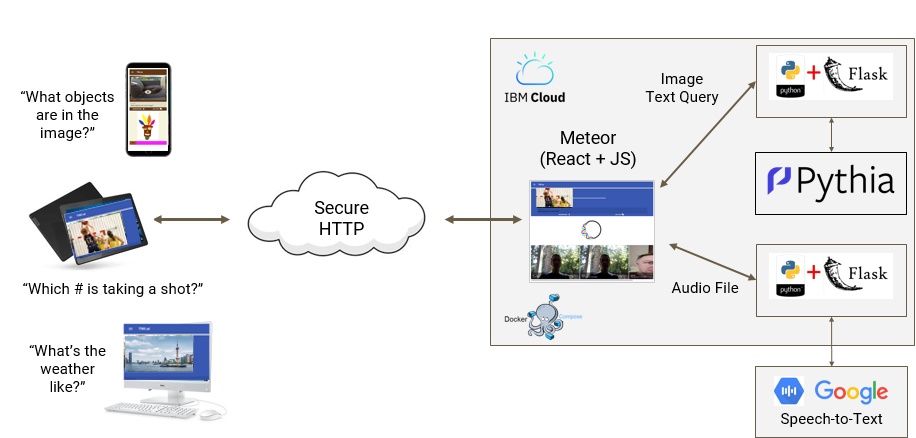 “What objects
are in the
image?”
“Which # is taking a shot?”
“What’s the
weather
like?”
Secure
HTTP
IBM Cloud
Meteor
(React + JS)
Docker
Compose
Image
Text Query
Audio File
python
+
Flask
Pythia
python
+
Flask
Google
Speech-to-Text